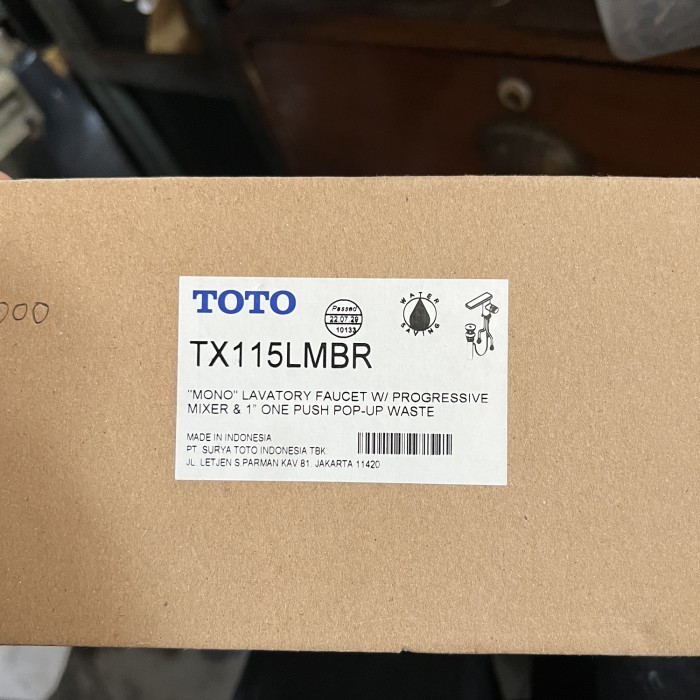 000
TOTO
Passed
22.07.29
10133
WATER
SAVING
TX115LMBR
"MONO" LAVATORY FAUCET W/ PROGRESSIVE
MIXER & 1" ONE PUSH POP-UP WASTE
MADE IN INDONESIA
PT. SURYA TOTO INDONESIA TBK
JL. LETJEN S.PARMAN KAV 81. JAKARTA 11420